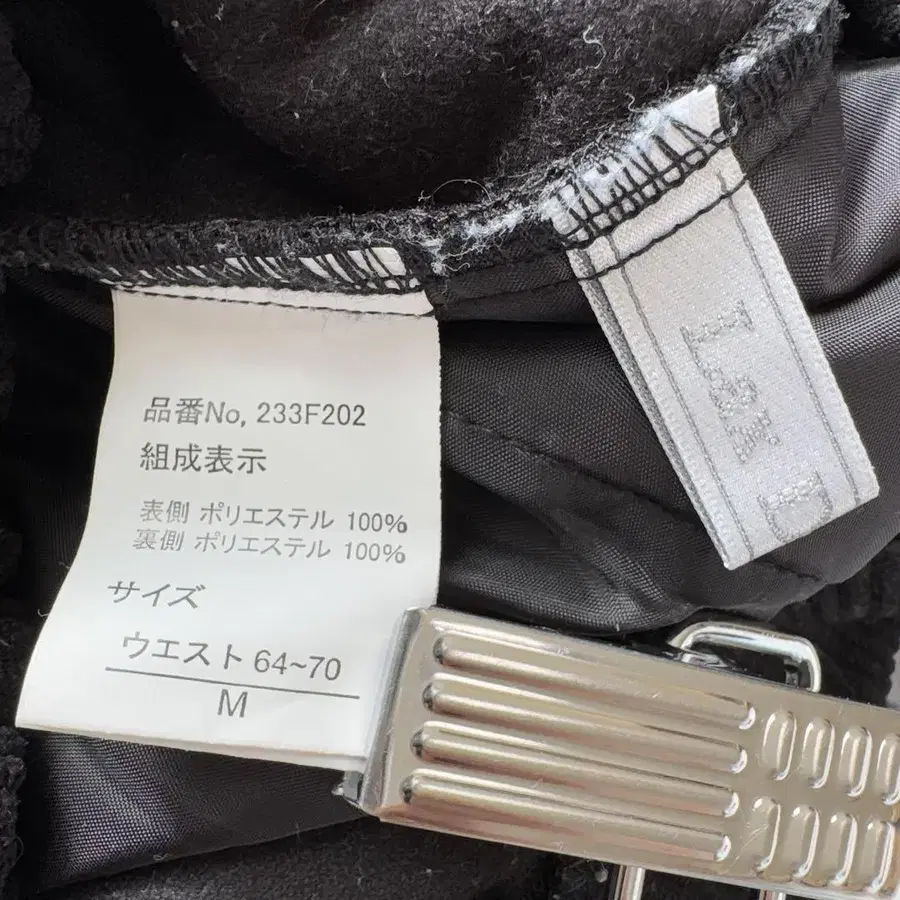 品番No, 233F202
組成表示
表側 ポリエステル 100%
裏側 ポリエステル 100%
サイズ
ウエスト 64~70
M